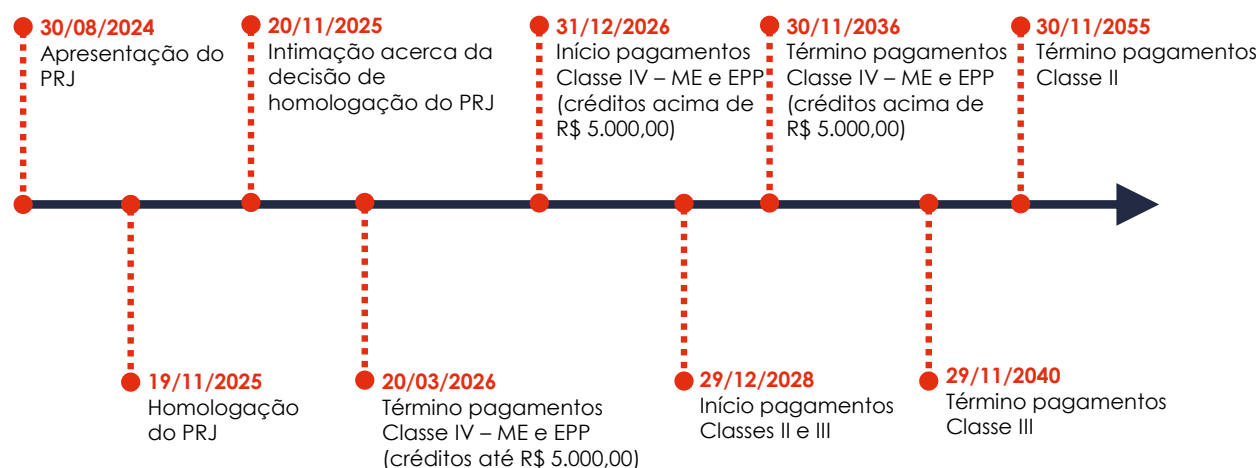 30/08/2024
Apresentação do
PRJ
20/11/2025
Intimação acerca da
decisão de
homologação do PRJ
31/12/2026
Início pagamentos
Classe IV – ME e EPP
(créditos acima de
R$ 5.000,00)
30/11/2036
Término pagamentos
Classe IV – ME e EPP
(créditos acima de
R$ 5.000,00)
30/11/2055
Término pagamentos
Classe II
19/11/2025
Homologação
do PRJ
20/03/2026
Término pagamentos
Classe IV – ME e EPP
(créditos até R$ 5.000,00)
29/12/2028
Início pagamentos
Classes II e III
29/11/2040
Término pagamentos
Classe III